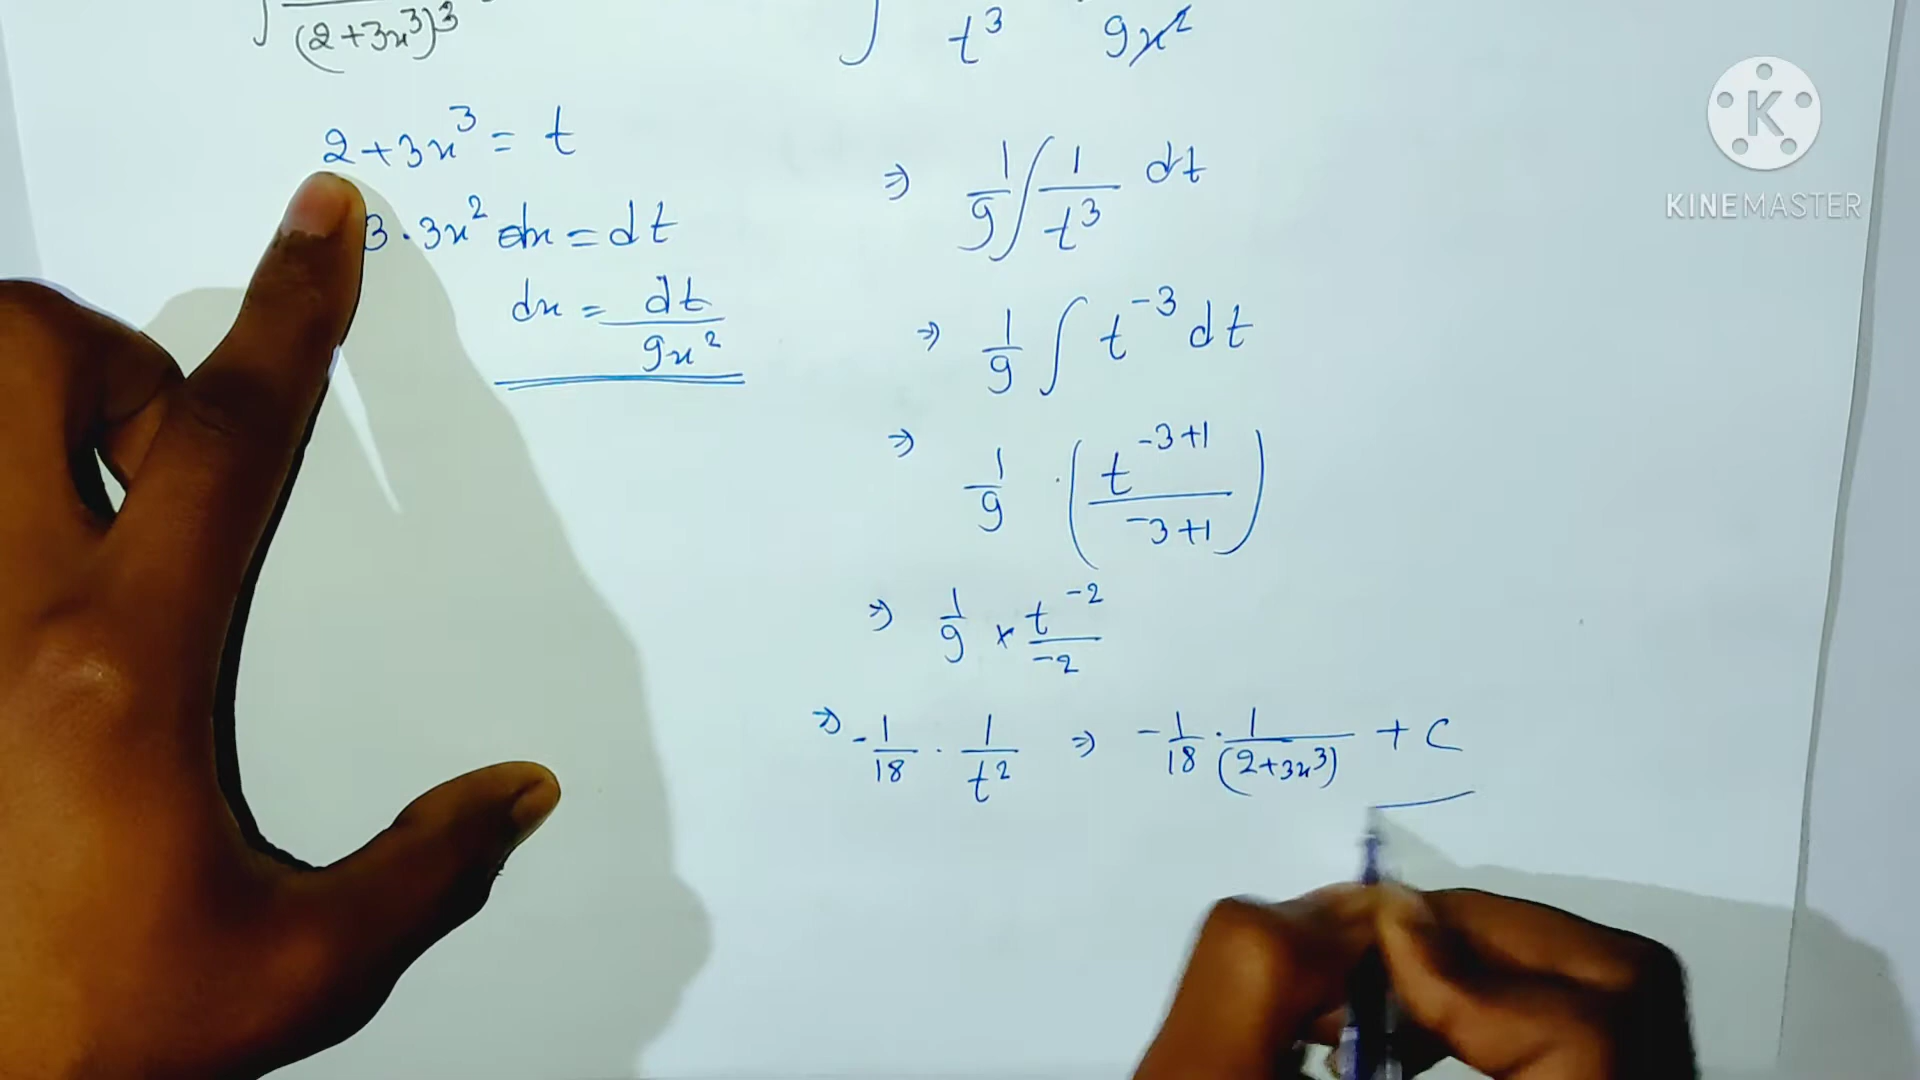 ∫ ─ (2+3x³)³
2+3x³ = t
3·3x² dx = dt
dx = dt/9x²
∫ t³ 9x²
⇒ 1/9 ∫ 1/t³ dt
⇒ 1/9 ∫ t⁻³ dt
⇒ 1/9 · (t⁻³⁺¹/-3+1)
⇒ 1/9 × t⁻²/-2
⇒ -1/18 · 1/t² ⇒ -1/18 · 1/(2+3x³) + C
K
KINEMASTER